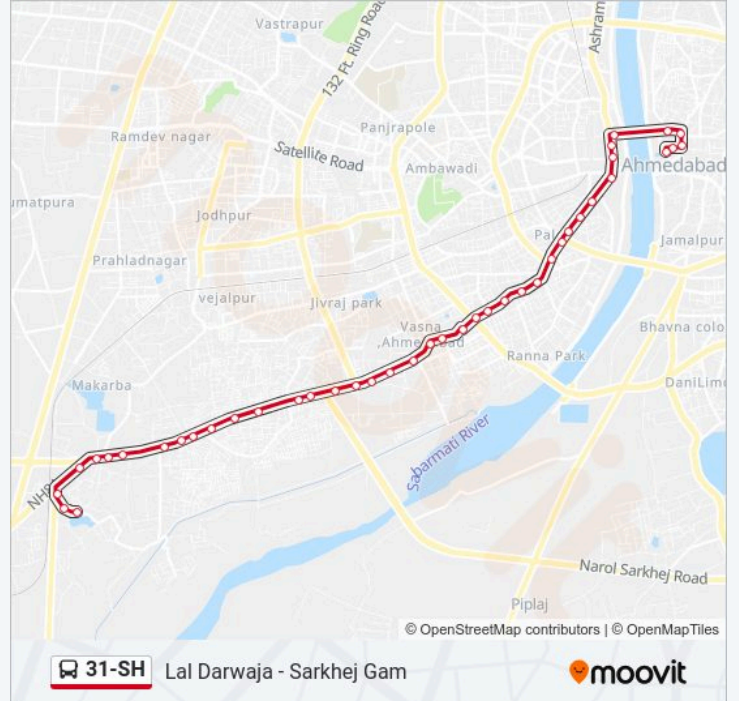 Vastrapur
132 Ft. Ring Road
Ashram
Ramdev nagar
Panjrapole
Satellite Road
Ambawadi
Ahmedabad
umatpura
Jodhpur
Pal
Jamalpur
Prahladnagar
vejalpur
Jivraj park
Vasna
,Ahmedabad
Bhavna colo
Ranna Park
Makarba
DaniLimd
Sabarmati River
NH
Narol Sarkhej Road
Piplaj
© OpenStreetMap contributors | © OpenMapTiles
31-SH Lal Darwaja - Sarkhej Gam
moovit